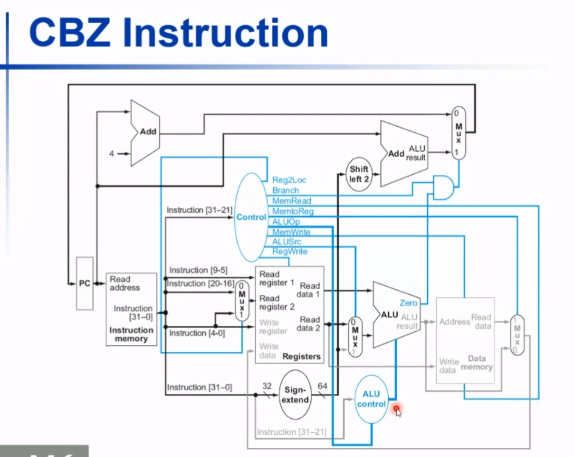 CBZ Instruction
Add
4
Add ALU result
0
M
u
x
1
Shift left 2
Reg2Loc
Branch
MemRead
MemtoReg
ALUOp
MemWrite
ALUSrc
RegWrite
Control
Instruction [31–21]
PC
Read address
Instruction [31–0]
Instruction memory
Instruction [9-5]
Instruction [20-16]
Instruction [4-0]
0
M
u
x
1
Read register 1
Read register 2
Write register
Write data
Read data 1
Read data 2
Registers
0
M
u
x
1
Zero
ALU ALU result
Address
Read data
Write data
Data memory
1
M
u
x
0
Instruction [31–0]
32
Sign-extend
64
ALU control
Instruction [31–21]